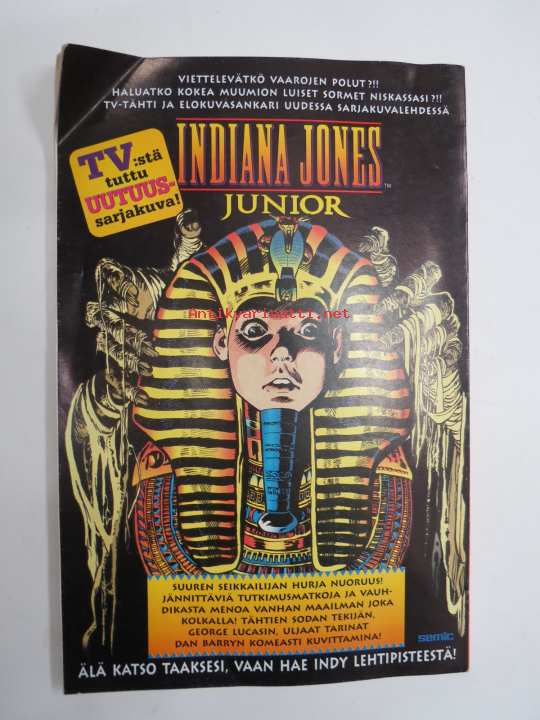 VIETTELEVÄTKÖ VAAROJEN POLUT ?!!
HALUATKO KOKEA MUUMION LUISET SORMET NISKASSASI ?!!
TV-TÄHTI JA ELOKUVASANKARI UUDESSA SARJAKUVALEHDESSÄ
TV:stä
tuttu
UUTUUS-
sarjakuva!
INDIANA JONES™
JUNIOR
Antikvariaatti.net
SUUREN SEIKKAILIJAN HURJA NUORUUS!
JÄNNITTÄVIÄ TUTKIMUSMATKOJA JA VAUH-
DIKASTA MENOA VANHAN MAAILMAN JOKA
KOLKALLA! TÄHTIEN SODAN TEKIJÄN,
GEORGE LUCASIN, ULJAAT TARINAT
DAN BARRYN KOMEASTI KUVITTAMINA!
semic
ÄLÄ KATSO TAAKSESI, VAAN HAE INDY LEHTIPISTEESTÄ!